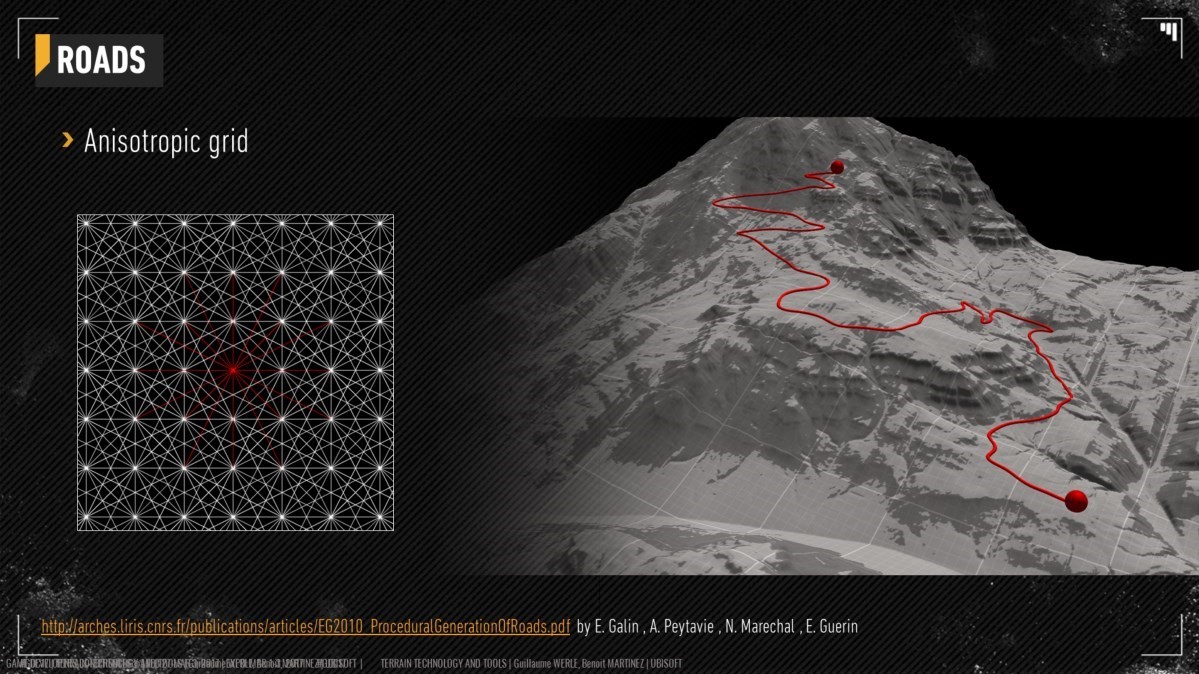 ROADS
Anisotropic grid
http://arches.liris.cnrs.fr/publications/articles/EG2010_ProceduralGenerationOfRoads.pdf by E. Galin , A. Peytavie , N. Marechal , E. Guerin
TERRAIN TECHNOLOGY AND TOOLS | Guillaume WERLE, Benoit MARTINEZ | UBISOFT